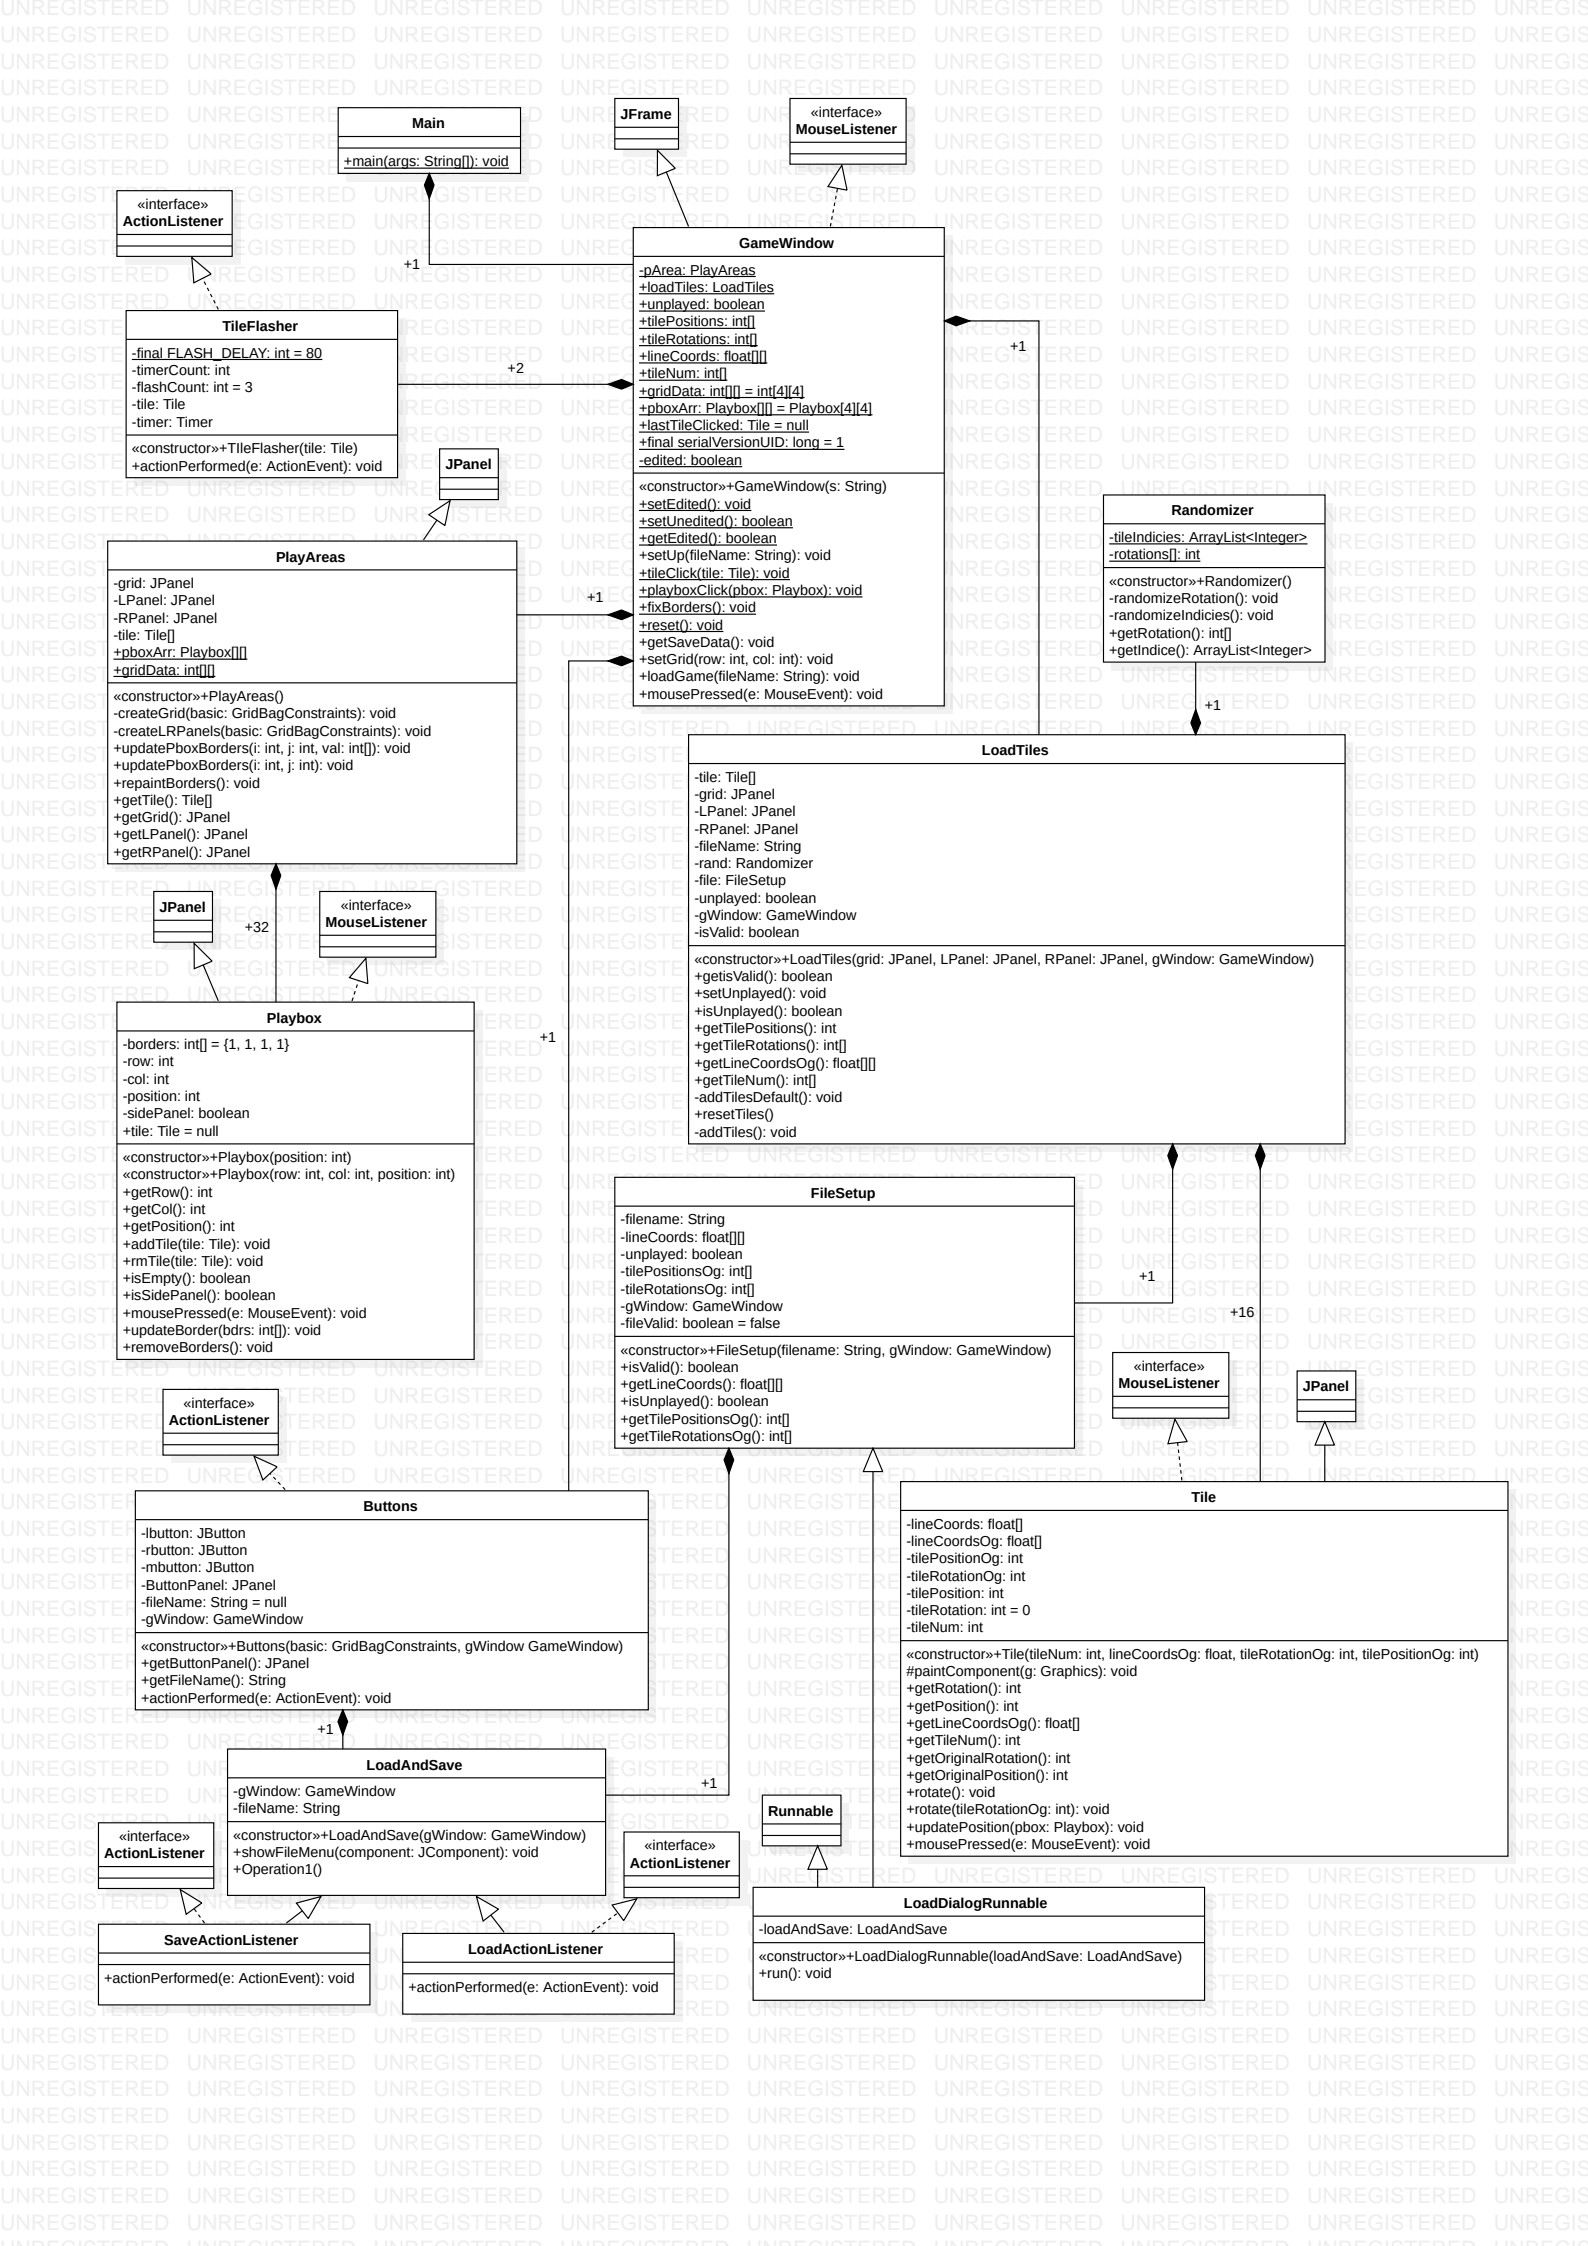 Main
+main(args: String[]): void
JFrame
«interface»
MouseListener
«interface»
ActionListener
+1
GameWindow
-pArea: PlayAreas
+loadTiles: LoadTiles
+unplayed: boolean
+tilePositions: int[]
+tileRotations: int[]
+lineCoords: float[][]
+tileNum: int[]
+gridData: int[][] = int[4][4]
+pboxArr: Playbox[][] = Playbox[4][4]
+lastTileClicked: Tile = null
+final serialVersionUID: long = 1
-edited: boolean
«constructor»+GameWindow(s: String)
+setEdited(): void
+setUnedited(): boolean
+getEdited(): boolean
+setUp(fileName: String): void
+tileClick(tile: Tile): void
+playboxClick(pbox: Playbox): void
+fixBorders(): void
+reset(): void
+getSaveData(): void
+setGrid(row: int, col: int): void
+loadGame(fileName: String): void
+mousePressed(e: MouseEvent): void
TileFlasher
-final FLASH_DELAY: int = 80
-timerCount: int
-flashCount: int = 3
-tile: Tile
-timer: Timer
«constructor»+TIleFlasher(tile: Tile)
+actionPerformed(e: ActionEvent): void
+2
+1
JPanel
PlayAreas
-grid: JPanel
-LPanel: JPanel
-RPanel: JPanel
-tile: Tile[]
+pboxArr: Playbox[][]
+gridData: int[][]
«constructor»+PlayAreas()
-createGrid(basic: GridBagConstraints): void
-createLRPanels(basic: GridBagConstraints): void
+updatePboxBorders(i: int, j: int, val: int[]): void
+updatePboxBorders(i: int, j: int): void
+repaintBorders(): void
+getTile(): Tile[]
+getGrid(): JPanel
+getLPanel(): JPanel
+getRPanel(): JPanel
+1
Randomizer
-tileIndicies: ArrayList<Integer>
-rotations[]: int
«constructor»+Randomizer()
-randomizeRotation(): void
-randomizeIndicies(): void
+getRotation(): int[]
+getIndice(): ArrayList<Integer>
+1
LoadTiles
-tile: Tile[]
-grid: JPanel
-LPanel: JPanel
-RPanel: JPanel
-fileName: String
-rand: Randomizer
-file: FileSetup
-unplayed: boolean
-gWindow: GameWindow
-isValid: boolean
«constructor»+LoadTiles(grid: JPanel, LPanel: JPanel, RPanel: JPanel, gWindow: GameWindow)
+getisValid(): boolean
+setUnplayed(): void
+isUnplayed(): boolean
+getTilePositions: int
+getTileRotations: int[]
+getLineCoordsOg(): float[][]
+getTileNum(): int[]
-addTilesDefault(): void
+resetTiles()
-addTiles(): void
JPanel
+32
«interface»
MouseListener
Playbox
-borders: int[] = {1, 1, 1, 1}
-row: int
-col: int
-position: int
-sidePanel: boolean
+tile: Tile = null
«constructor»+Playbox(position: int)
«constructor»+Playbox(row: int, col: int, position: int)
+getRow(): int
+getCol(): int
+getPosition(): int
+addTile(tile: Tile): void
+rmTile(tile: Tile): void
+isEmpty(): boolean
+isSidePanel(): boolean
+mousePressed(e: MouseEvent): void
+updateBorder(bdrs: int[]): void
+removeBorders(): void
+1
FileSetup
-filename: String
-lineCoords: float[][]
-unplayed: boolean
-tilePositionsOg: int[]
-tileRotationsOg: int[]
-gWindow: GameWindow
-fileValid: boolean = false
«constructor»+FileSetup(filename: String, gWindow: GameWindow)
+isValid(): boolean
+getLineCoords(): float[][]
+isUnplayed(): boolean
+getTilePositionsOg(): int[]
+getTileRotationsOg(): int[]
+1
+16
«interface»
MouseListener
JPanel
«interface»
ActionListener
Buttons
-lbutton: JButton
-rbutton: JButton
-mbutton: JButton
-ButtonPanel: JPanel
-fileName: String = null
-gWindow: GameWindow
«constructor»+Buttons(basic: GridBagConstraints, gWindow GameWindow)
+getButtonPanel(): JPanel
+getFileName(): String
+actionPerformed(e: ActionEvent): void
+1
Tile
-lineCoords: float[]
-lineCoordsOg: float[]
-tilePositionOg: int
-tileRotationOg: int
-tilePosition: int
-tileRotation: int = 0
-tileNum: int
«constructor»+Tile(tileNum: int, lineCoordsOg: float, tileRotationOg: int, tilePositionOg: int)
#paintComponent(g: Graphics): void
+getRotation(): int
+getPosition(): int
+getLineCoordsOg(): float[]
+getTileNum(): int
+getOriginalRotation(): int
+getOriginalPosition(): int
+rotate(): void
+rotate(tileRotationOg: int): void
+updatePosition(pbox: Playbox): void
+mousePressed(e: MouseEvent): void
LoadAndSave
-gWindow: GameWindow
-fileName: String
«constructor»+LoadAndSave(gWindow: GameWindow)
+showFileMenu(component: JComponent): void
+Operation1()
+1
Runnable
«interface»
ActionListener
«interface»
ActionListener
SaveActionListener
+actionPerformed(e: ActionEvent): void
LoadActionListener
+actionPerformed(e: ActionEvent): void
LoadDialogRunnable
-loadAndSave: LoadAndSave
«constructor»+LoadDialogRunnable(loadAndSave: LoadAndSave)
+run(): void
UNREGISTERED